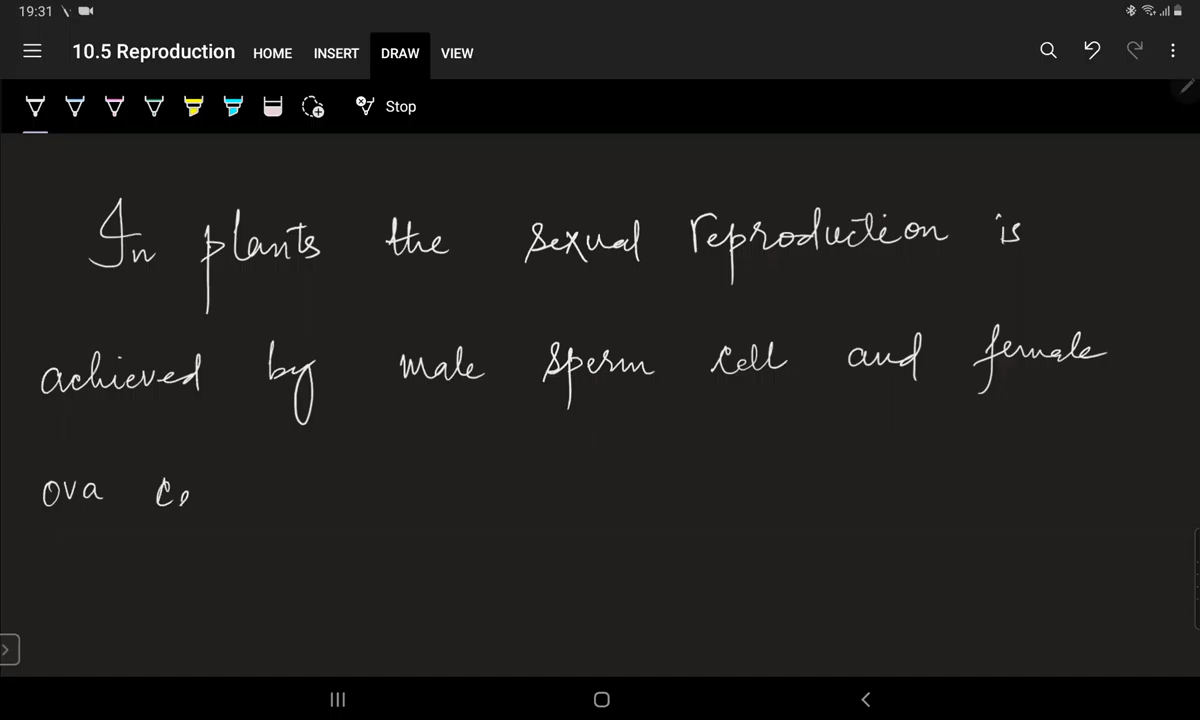 19:31
10.5 Reproduction HOME INSERT DRAW VIEW
Stop
In plants the sexual reproduction is
achieved by male sperm cell and female
ova ce